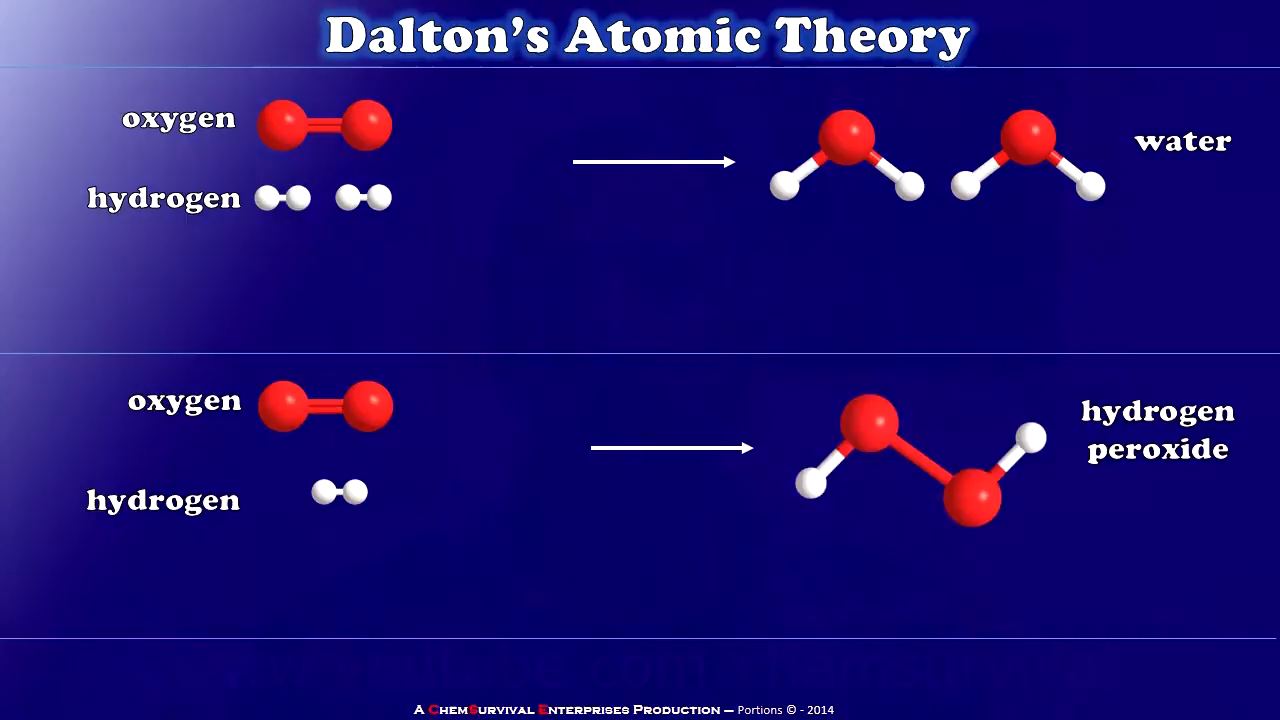 Dalton's Atomic Theory
oxygen
hydrogen
water
oxygen
hydrogen
hydrogen
peroxide
A ChemSurvival Enterprises Production — Portions © - 2014